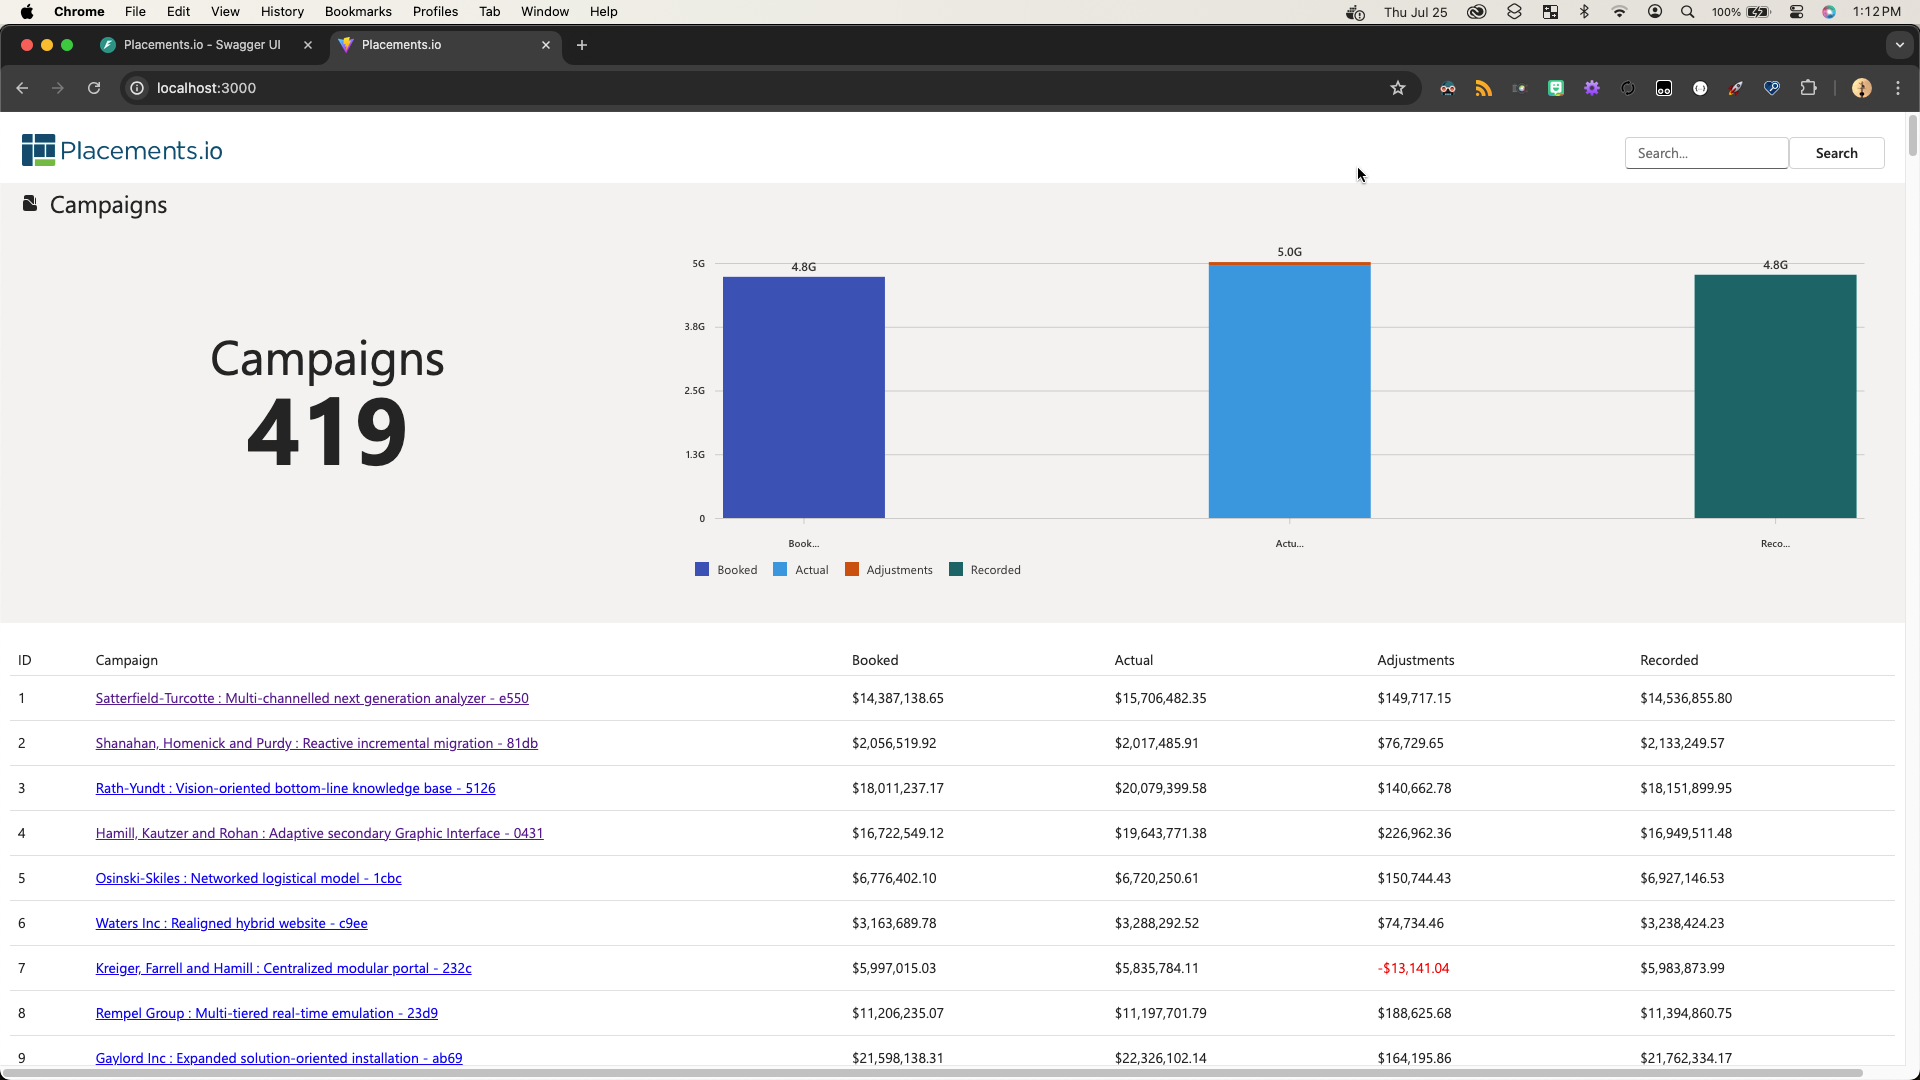 Chrome File Edit View History Bookmarks Profiles Tab Window Help Thu Jul 25 100% 1:12 PM
Placements.io - Swagger UI Placements.io
localhost:3000
Placements.io Search... Search
Campaigns
Campaigns
419
5G
3.8G
2.5G
1.3G
0
4.8G 5.0G 4.8G
Book... Actu... Reco...
Booked Actual Adjustments Recorded
ID Campaign Booked Actual Adjustments Recorded
1 Satterfield-Turcotte : Multi-channelled next generation analyzer - e550 $14,387,138.65 $15,706,482.35 $149,717.15 $14,536,855.80
2 Shanahan, Homenick and Purdy : Reactive incremental migration - 81db $2,056,519.92 $2,017,485.91 $76,729.65 $2,133,249.57
3 Rath-Yundt : Vision-oriented bottom-line knowledge base - 5126 $18,011,237.17 $20,079,399.58 $140,662.78 $18,151,899.95
4 Hamill, Kautzer and Rohan : Adaptive secondary Graphic Interface - 0431 $16,722,549.12 $19,643,771.38 $226,962.36 $16,949,511.48
5 Osinski-Skiles : Networked logistical model - 1cbc $6,776,402.10 $6,720,250.61 $150,744.43 $6,927,146.53
6 Waters Inc : Realigned hybrid website - c9ee $3,163,689.78 $3,288,292.52 $74,734.46 $3,238,424.23
7 Kreiger, Farrell and Hamill : Centralized modular portal - 232c $5,997,015.03 $5,835,784.11 -$13,141.04 $5,983,873.99
8 Rempel Group : Multi-tiered real-time emulation - 23d9 $11,206,235.07 $11,197,701.79 $188,625.68 $11,394,860.75
9 Gaylord Inc : Expanded solution-oriented installation - ab69 $21,598,138.31 $22,326,102.14 $164,195.86 $21,762,334.17